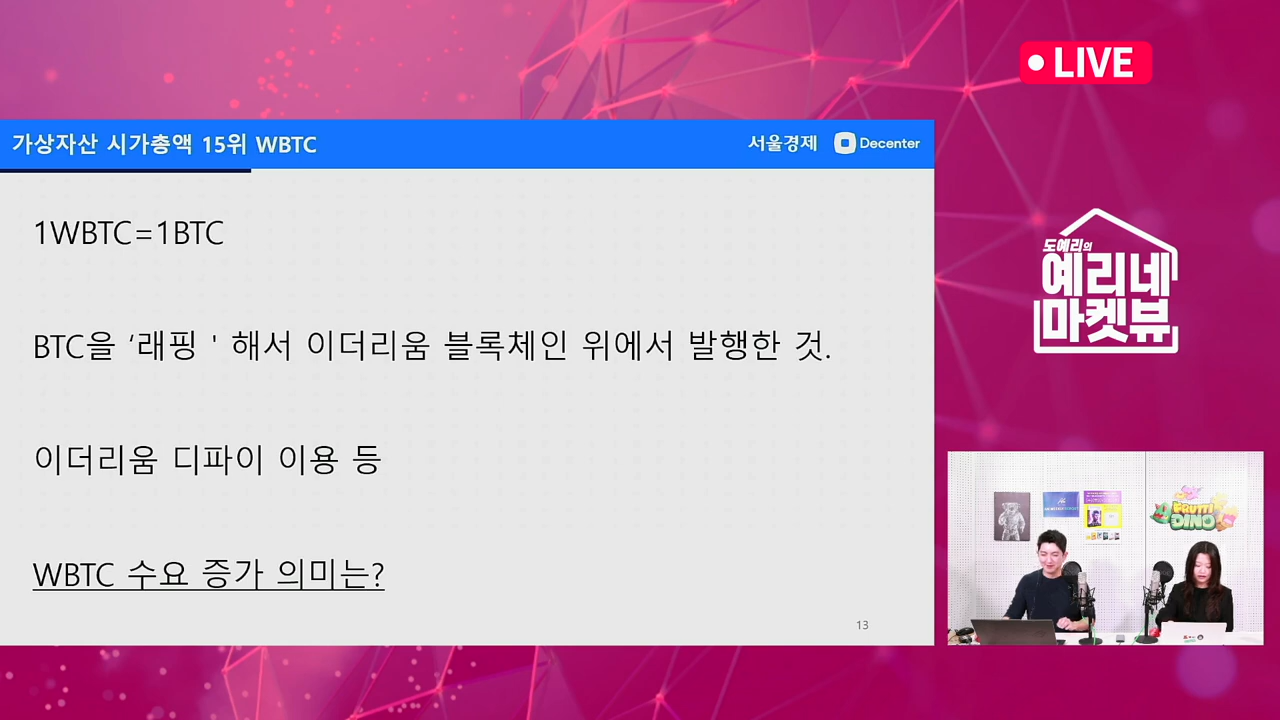 LIVE
가상자산 시가총액 15위 WBTC
서울경제 Decenter
1WBTC=1BTC
BTC을 ‘래핑 ' 해서 이더리움 블록체인 위에서 발행한 것.
이더리움 디파이 이용 등
WBTC 수요 증가 의미는?
13
도예리의
예리네
마켓뷰
FRUTTI
DINO